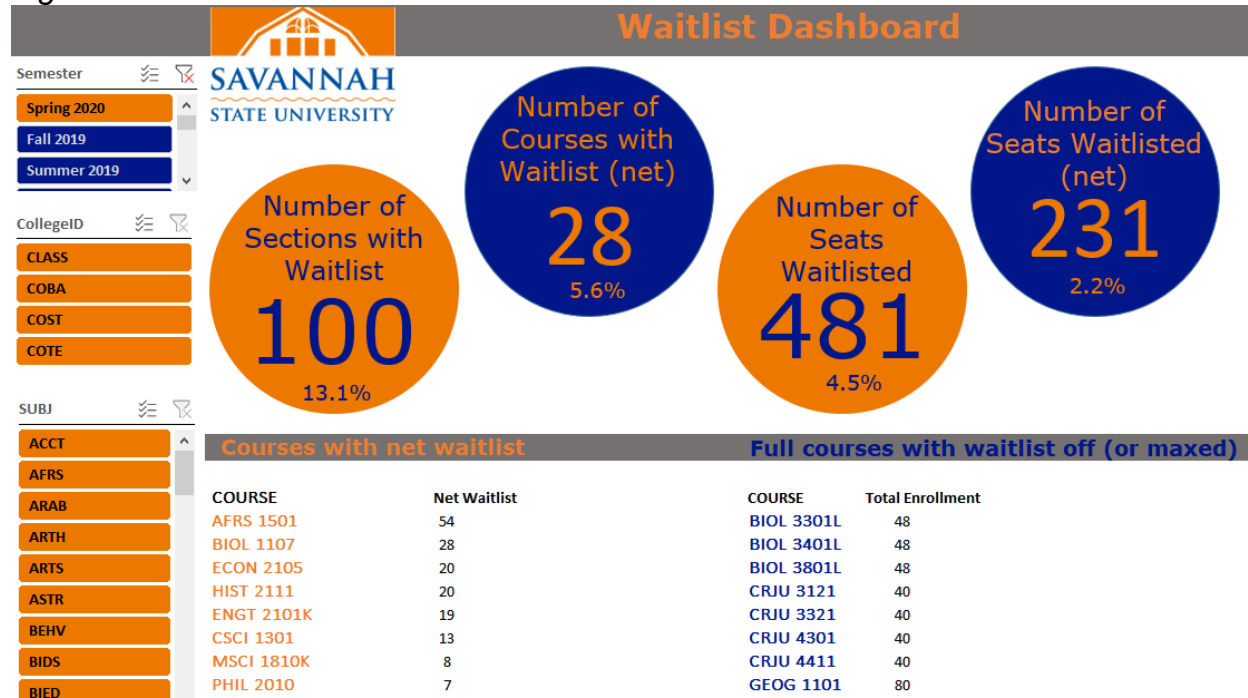 Waitlist Dashboard
SAVANNAH
STATE UNIVERSITY
Semester
Spring 2020
Fall 2019
Summer 2019
CollegeID
CLASS
COBA
COST
COTE
SUBJ
ACCT
AFRS
ARAB
ARTH
ARTS
ASTR
BEHV
BIDS
BIED
Number of
Sections with
Waitlist
100
13.1%
Number of
Courses with
Waitlist (net)
28
5.6%
Number of
Seats
Waitlisted
481
4.5%
Number of
Seats Waitlisted
(net)
231
2.2%
Courses with net waitlist
COURSE Net Waitlist
AFRS 1501 54
BIOL 1107 28
ECON 2105 20
HIST 2111 20
ENGT 2101K 19
CSCI 1301 13
MSCI 1810K 8
PHIL 2010 7
Full courses with waitlist off (or maxed)
COURSE Total Enrollment
BIOL 3301L 48
BIOL 3401L 48
BIOL 3801L 48
CRJU 3121 40
CRJU 3321 40
CRJU 4301 40
CRJU 4411 40
GEOG 1101 80